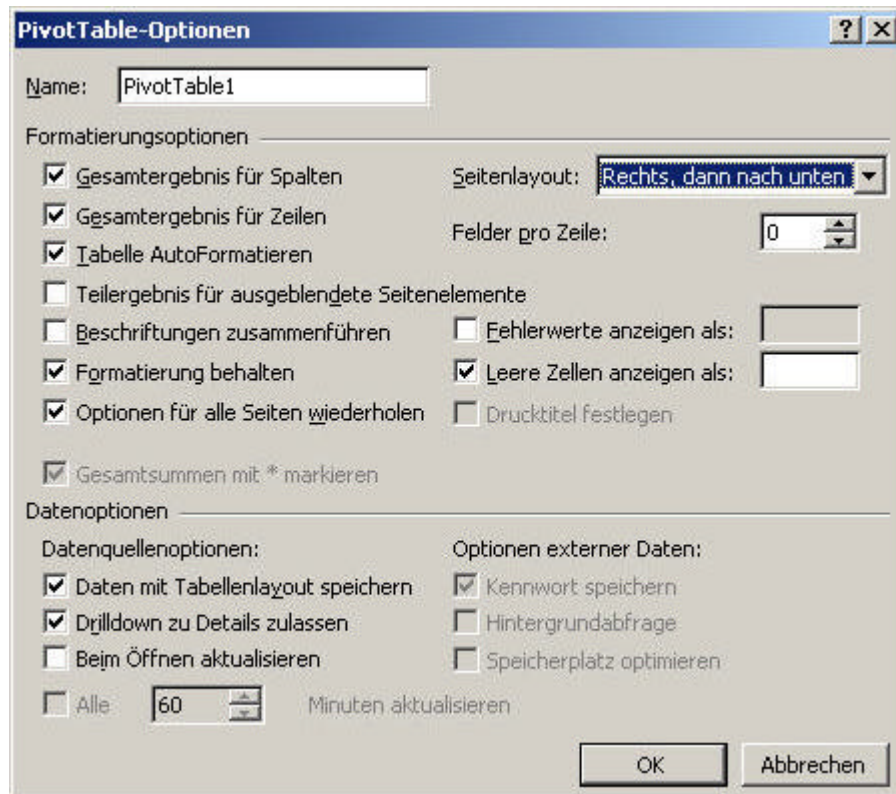 PivotTable-Optionen
Name: PivotTable1
Formatierungsoptionen
Gesamtergebnis für Spalten
Seitenlayout: Rechts, dann nach unten
Gesamtergebnis für Zeilen
Felder pro Zeile: 0
Tabelle AutoFormatieren
Teilergebnis für ausgeblendete Seitenelemente
Beschriftungen zusammenführen
Fehlerwerte anzeigen als:
Formatierung behalten
Leere Zellen anzeigen als:
Optionen für alle Seiten wiederholen
Drucktitel festlegen
Gesamtsummen mit * markieren
Datenoptionen
Datenquellenoptionen:
Optionen externer Daten:
Daten mit Tabellenlayout speichern
Kennwort speichern
Drilldown zu Details zulassen
Hintergrundabfrage
Beim Öffnen aktualisieren
Speicherplatz optimieren
Alle 60 Minuten aktualisieren
OK
Abbrechen